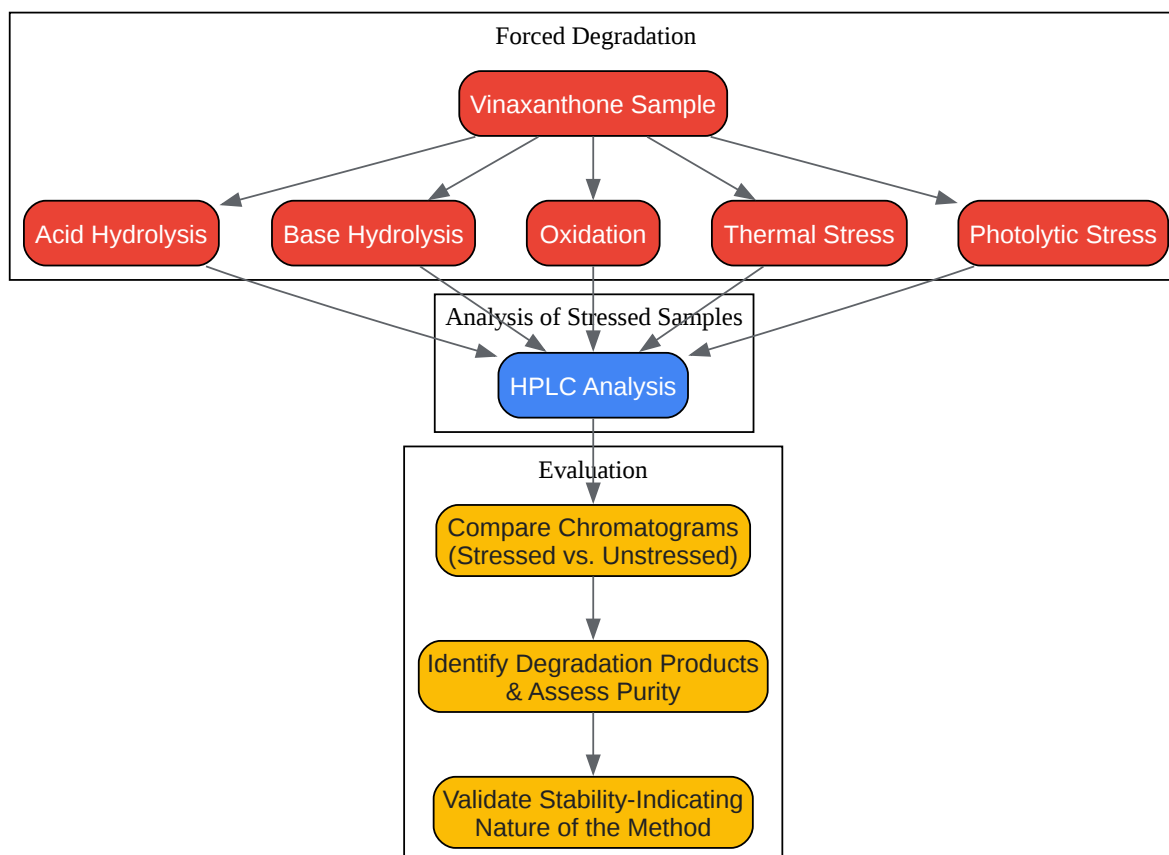 Forced Degradation
Vinaxanthone Sample
Acid Hydrolysis
Base Hydrolysis
Oxidation
Thermal Stress
Photolytic Stress
Analysis of Stressed Samples
HPLC Analysis
Evaluation
Compare Chromatograms
(Stressed vs. Unstressed)
Identify Degradation Products
& Assess Purity
Validate Stability-Indicating
Nature of the Method